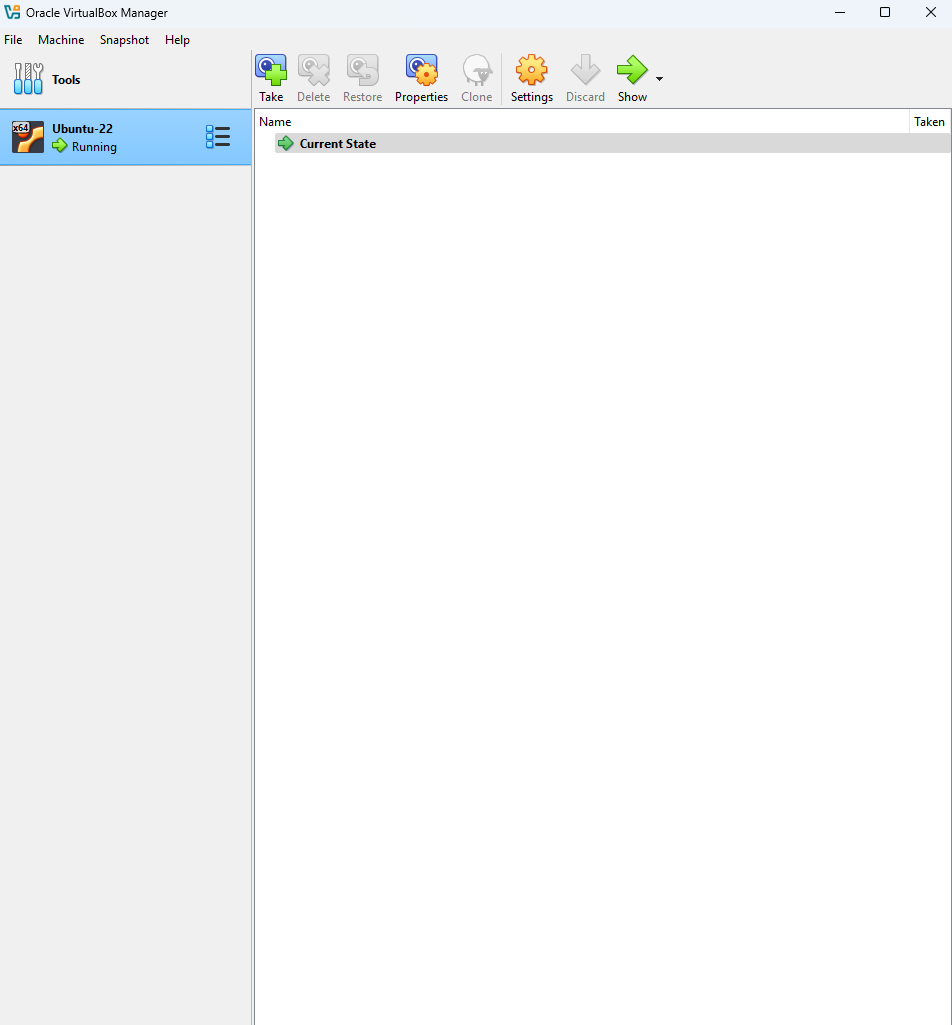 Oracle VirtualBox Manager
File Machine Snapshot Help
Tools
Take Delete Restore Properties Clone Settings Discard Show
x64
Ubuntu-22
Running
Name Taken
Current State